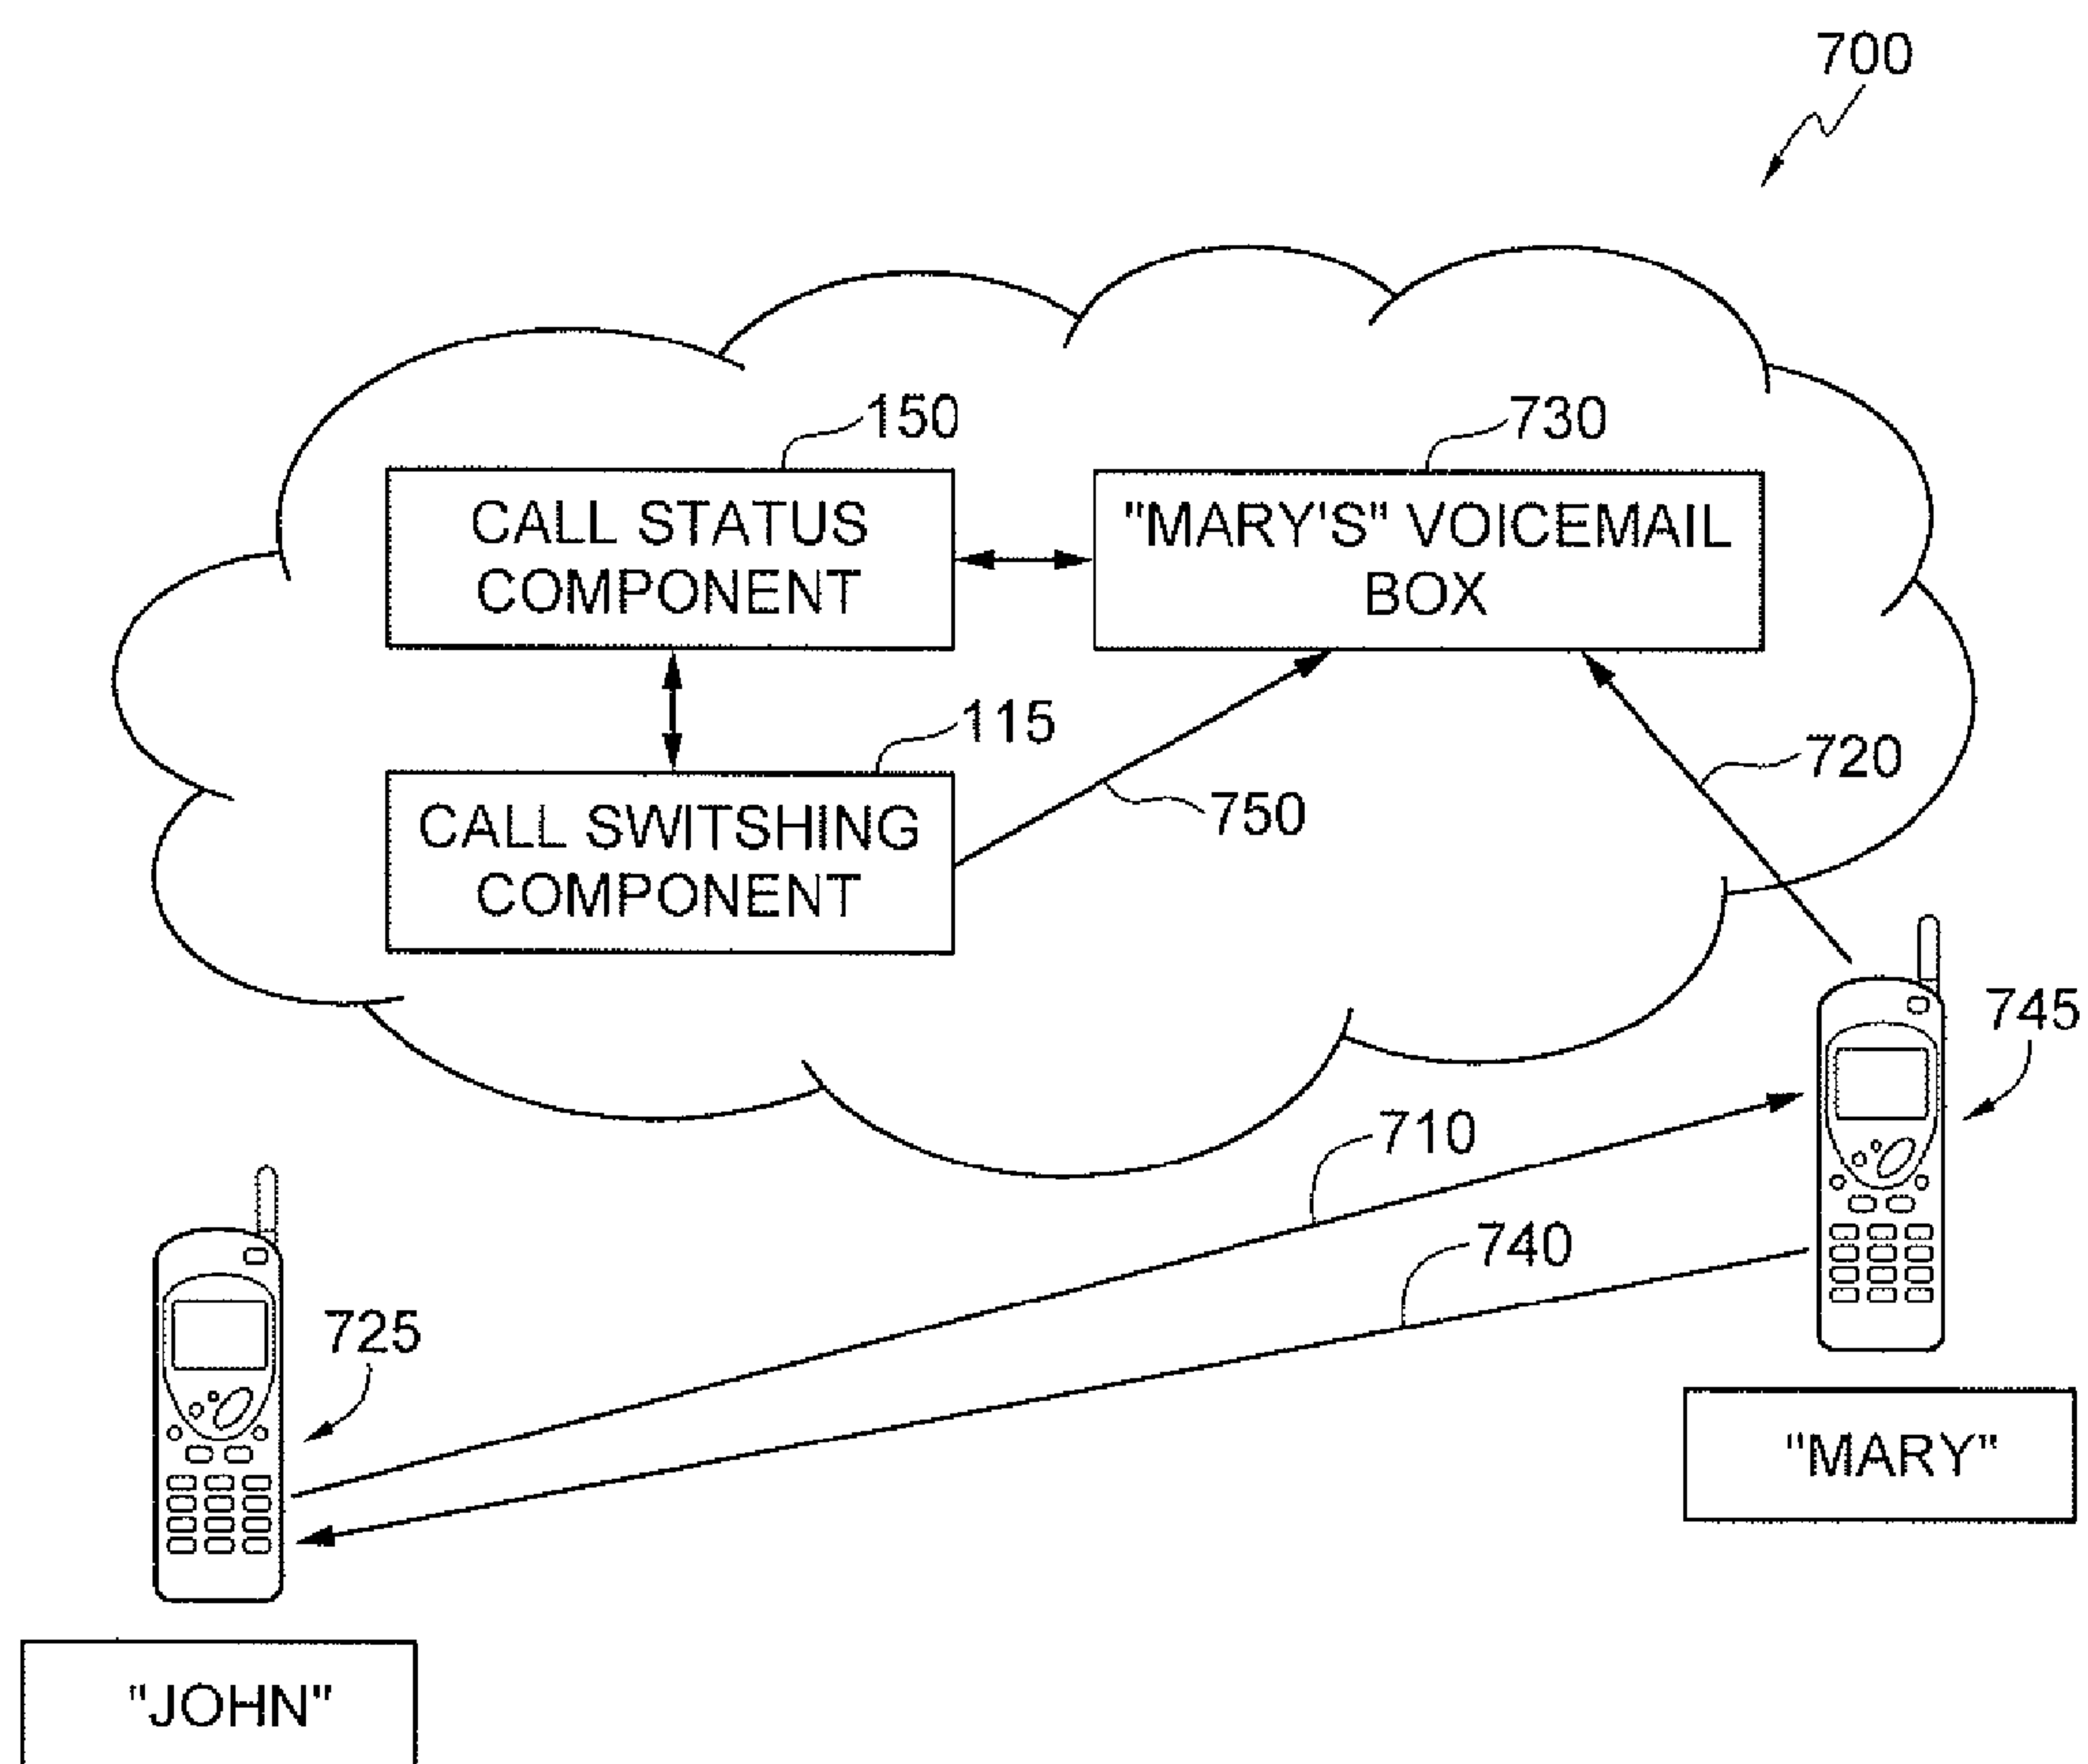 700
150
730
CALL STATUS
COMPONENT
"MARY'S" VOICEMAIL
BOX
115
720
750
CALL SWITSHING
COMPONENT
745
710
740
725
"MARY"
"JOHN"